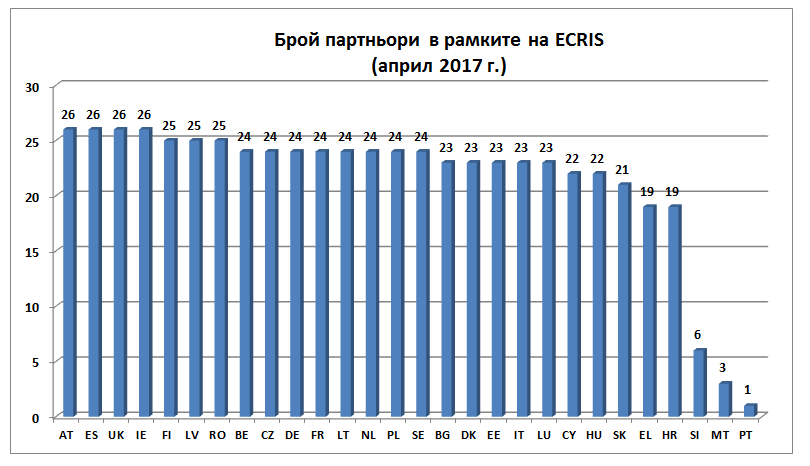 Брой партньори в рамките на ECRIS
(април 2017 г.)
30
25
20
15
10
5
0
26 26 26 26 25 25 25 24 24 24 24 24 24 24 24 23 23 23 23 23 22 22 21 19 19 6 3 1
AT ES UK IE FI LV RO BE CZ DE FR LT NL PL SE BG DK EE IT LU CY HU SK EL HR SI MT PT